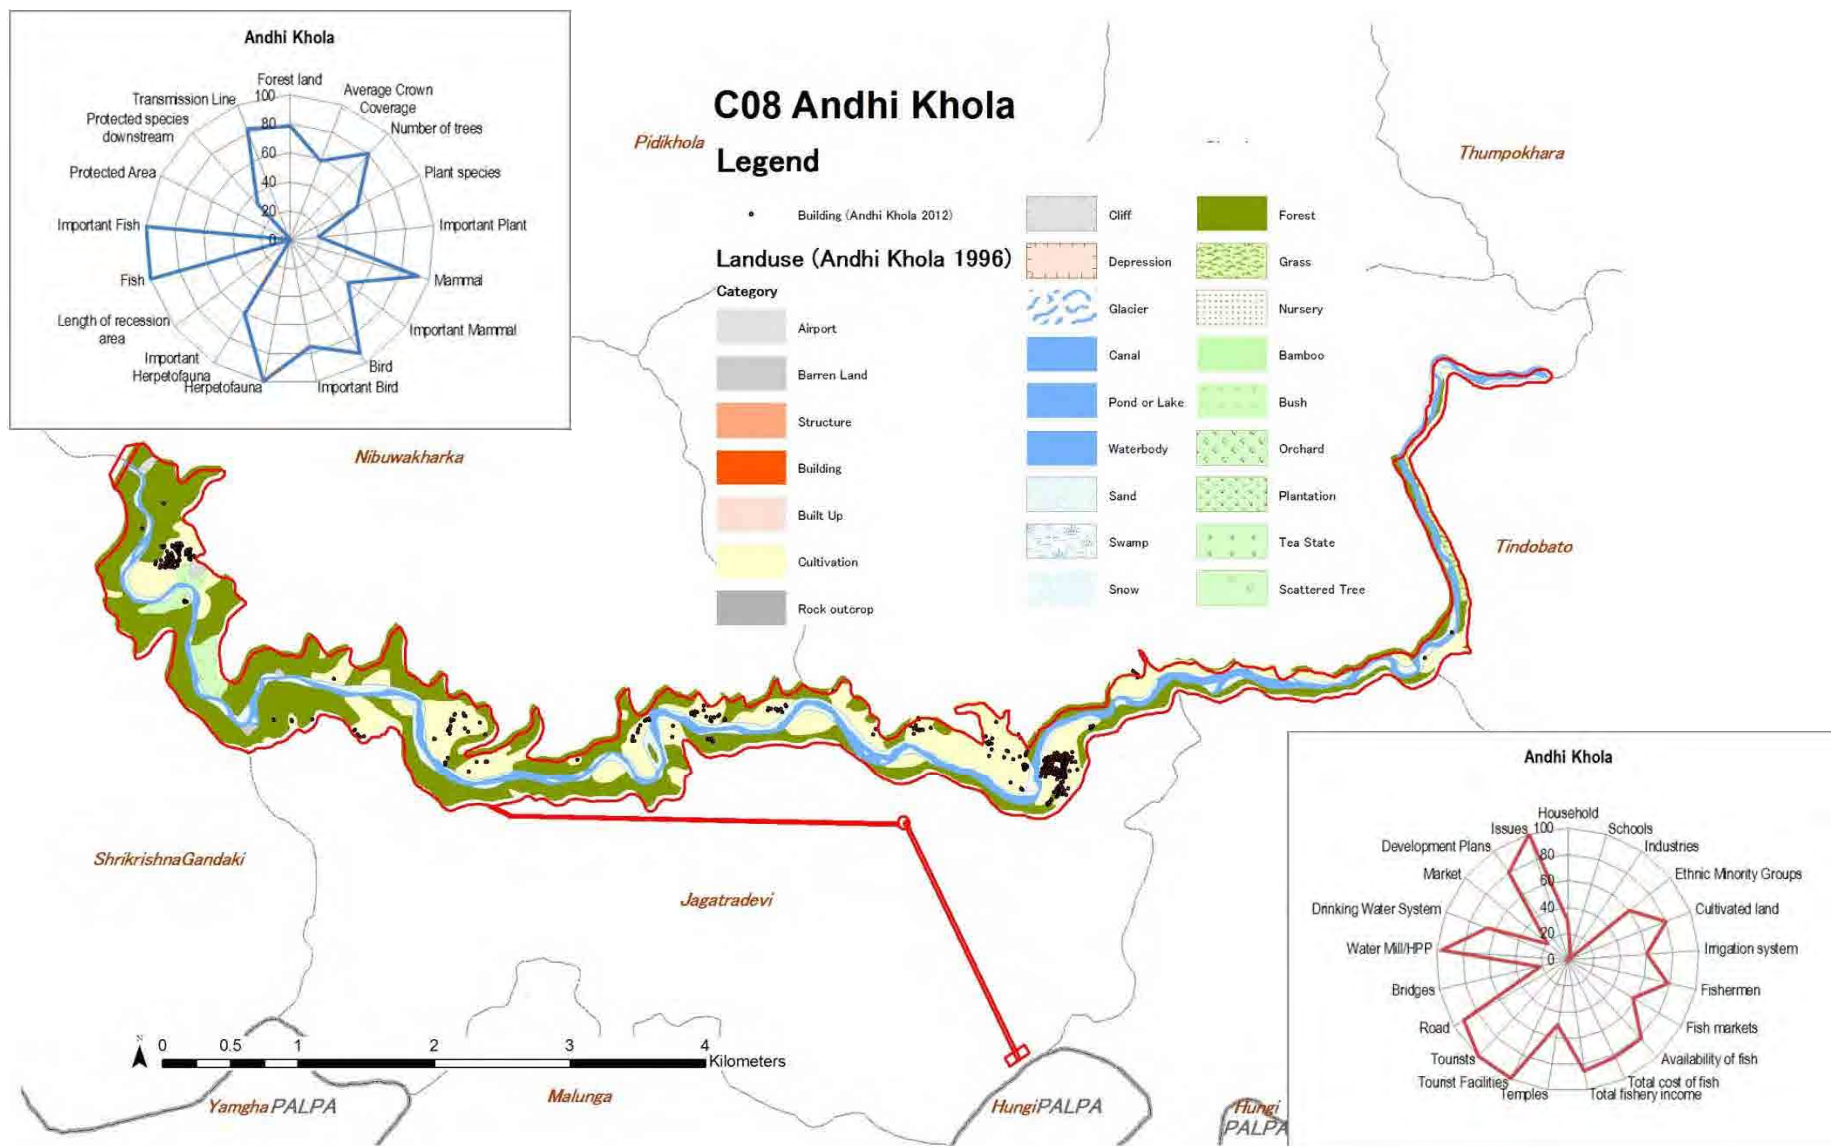 Andhi Khola
Forest land
100
80
60
40
20
0
Average Crown
Coverage
Number of trees
Plant species
Important Plant
Mammal
Important Mammal
Bird
Important Bird
Herpetofauna
Important
Herpetofauna
Length of recession
area
Fish
Important Fish
Protected Area
Protected species
downstream
Transmission Line
C08 Andhi Khola
Legend
Building (Andhi Khola 2012)
Landuse (Andhi Khola 1996)
Category
Airport
Barren Land
Structure
Building
Built Up
Cultivation
Rock outcrop
Cliff
Depression
Glacier
Canal
Pond or Lake
Waterbody
Sand
Swamp
Snow
Forest
Grass
Nursery
Bamboo
Bush
Orchard
Plantation
Tea State
Scattered Tree
Pidikhola
Thumpokhara
Nibuwakharka
Tindobato
ShrikrishnaGandaki
Jagatradevi
Malunga
Yamgha PALPA
Hungi PALPA
Hungi
PALPA
N
0 0.5 1 2 3 4
Kilometers
Andhi Khola
Household
100
80
60
40
20
0
Schools
Industries
Ethnic Minority Groups
Cultivated land
Irrigation system
Fishermen
Fish markets
Availability of fish
Total cost of fish
Total fishery income
Temples
Tourist Facilities
Tourists
Road
Bridges
Water Mill/HPP
Drinking Water System
Market
Development Plans
Issues